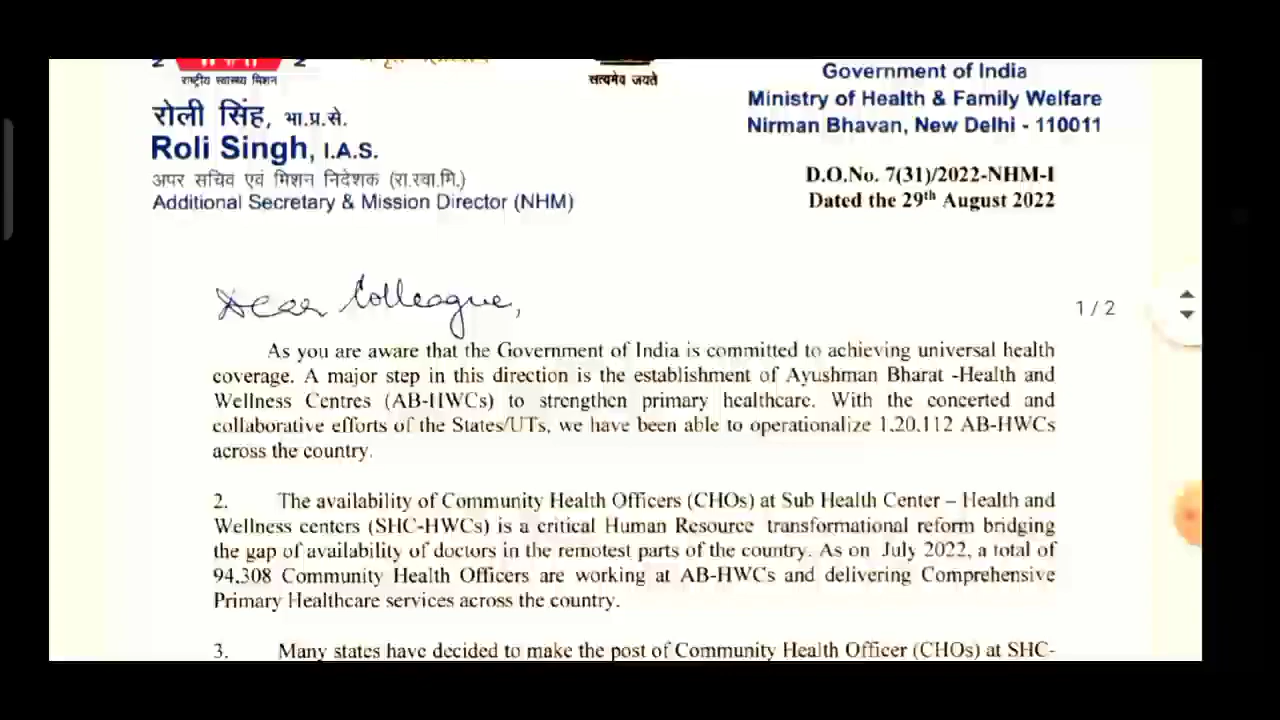 राष्ट्रीय स्वास्थ्य मिशन
सत्यमेव जयते
Government of India
Ministry of Health & Family Welfare
Nirman Bhavan, New Delhi - 110011
रोली सिंह, भा.प्र.से.
Roli Singh, I.A.S.
अपर सचिव एवं मिशन निदेशक (रा.स्वा.मि.)
Additional Secretary & Mission Director (NHM)
D.O.No. 7(31)/2022-NHM-I
Dated the 29th August 2022
Dear Colleague,
1 / 2
As you are aware that the Government of India is committed to achieving universal health
coverage. A major step in this direction is the establishment of Ayushman Bharat -Health and
Wellness Centres (AB-HWCs) to strengthen primary healthcare. With the concerted and
collaborative efforts of the States/UTs, we have been able to operationalize 1,20,112 AB-HWCs
across the country.
2. The availability of Community Health Officers (CHOs) at Sub Health Center – Health and
Wellness centers (SHC-HWCs) is a critical Human Resource transformational reform bridging
the gap of availability of doctors in the remotest parts of the country. As on July 2022, a total of
94,308 Community Health Officers are working at AB-HWCs and delivering Comprehensive
Primary Healthcare services across the country.
3. Many states have decided to make the post of Community Health Officer (CHOs) at SHC-